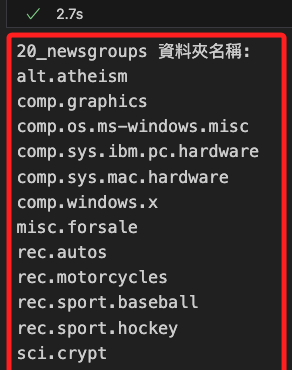 2.7s
20_newsgroups 資料夾名稱:
alt.atheism
comp.graphics
comp.os.ms-windows.misc
comp.sys.ibm.pc.hardware
comp.sys.mac.hardware
comp.windows.x
misc.forsale
rec.autos
rec.motorcycles
rec.sport.baseball
rec.sport.hockey
sci.crypt